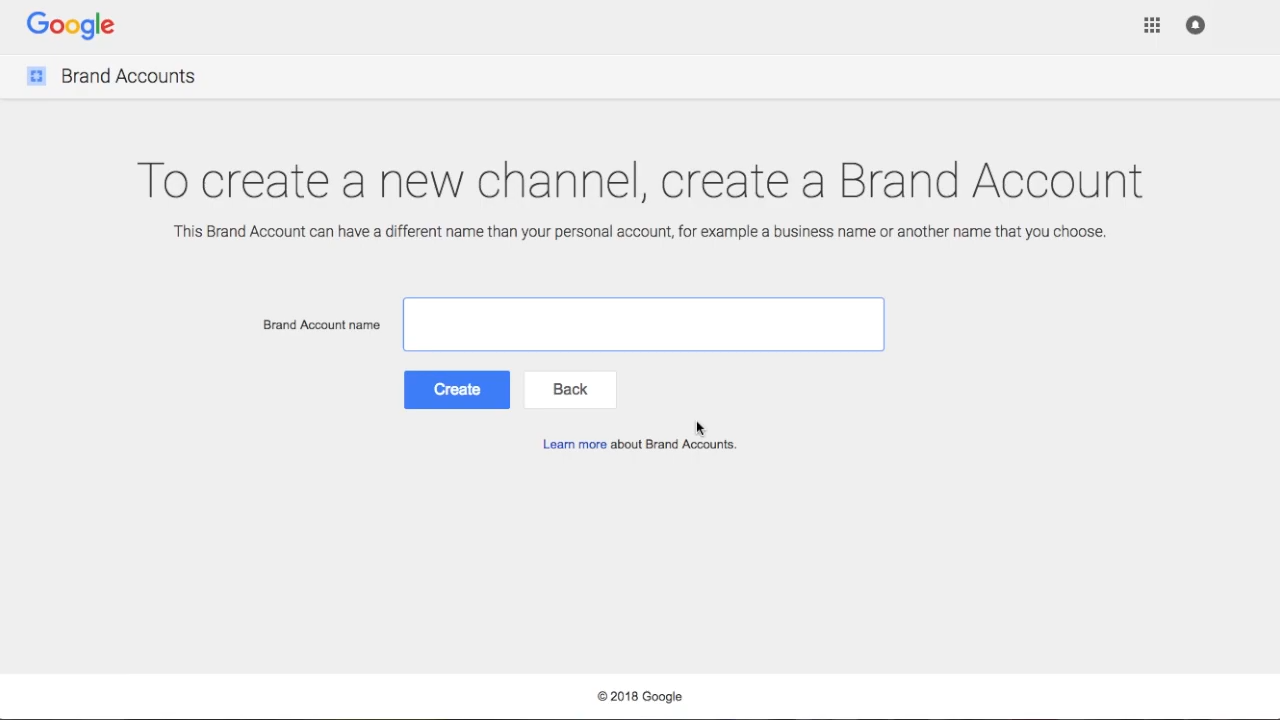 Google
Brand Accounts
To create a new channel, create a Brand Account
This Brand Account can have a different name than your personal account, for example a business name or another name that you choose.
Brand Account name
Create Back
Learn more about Brand Accounts.
© 2018 Google